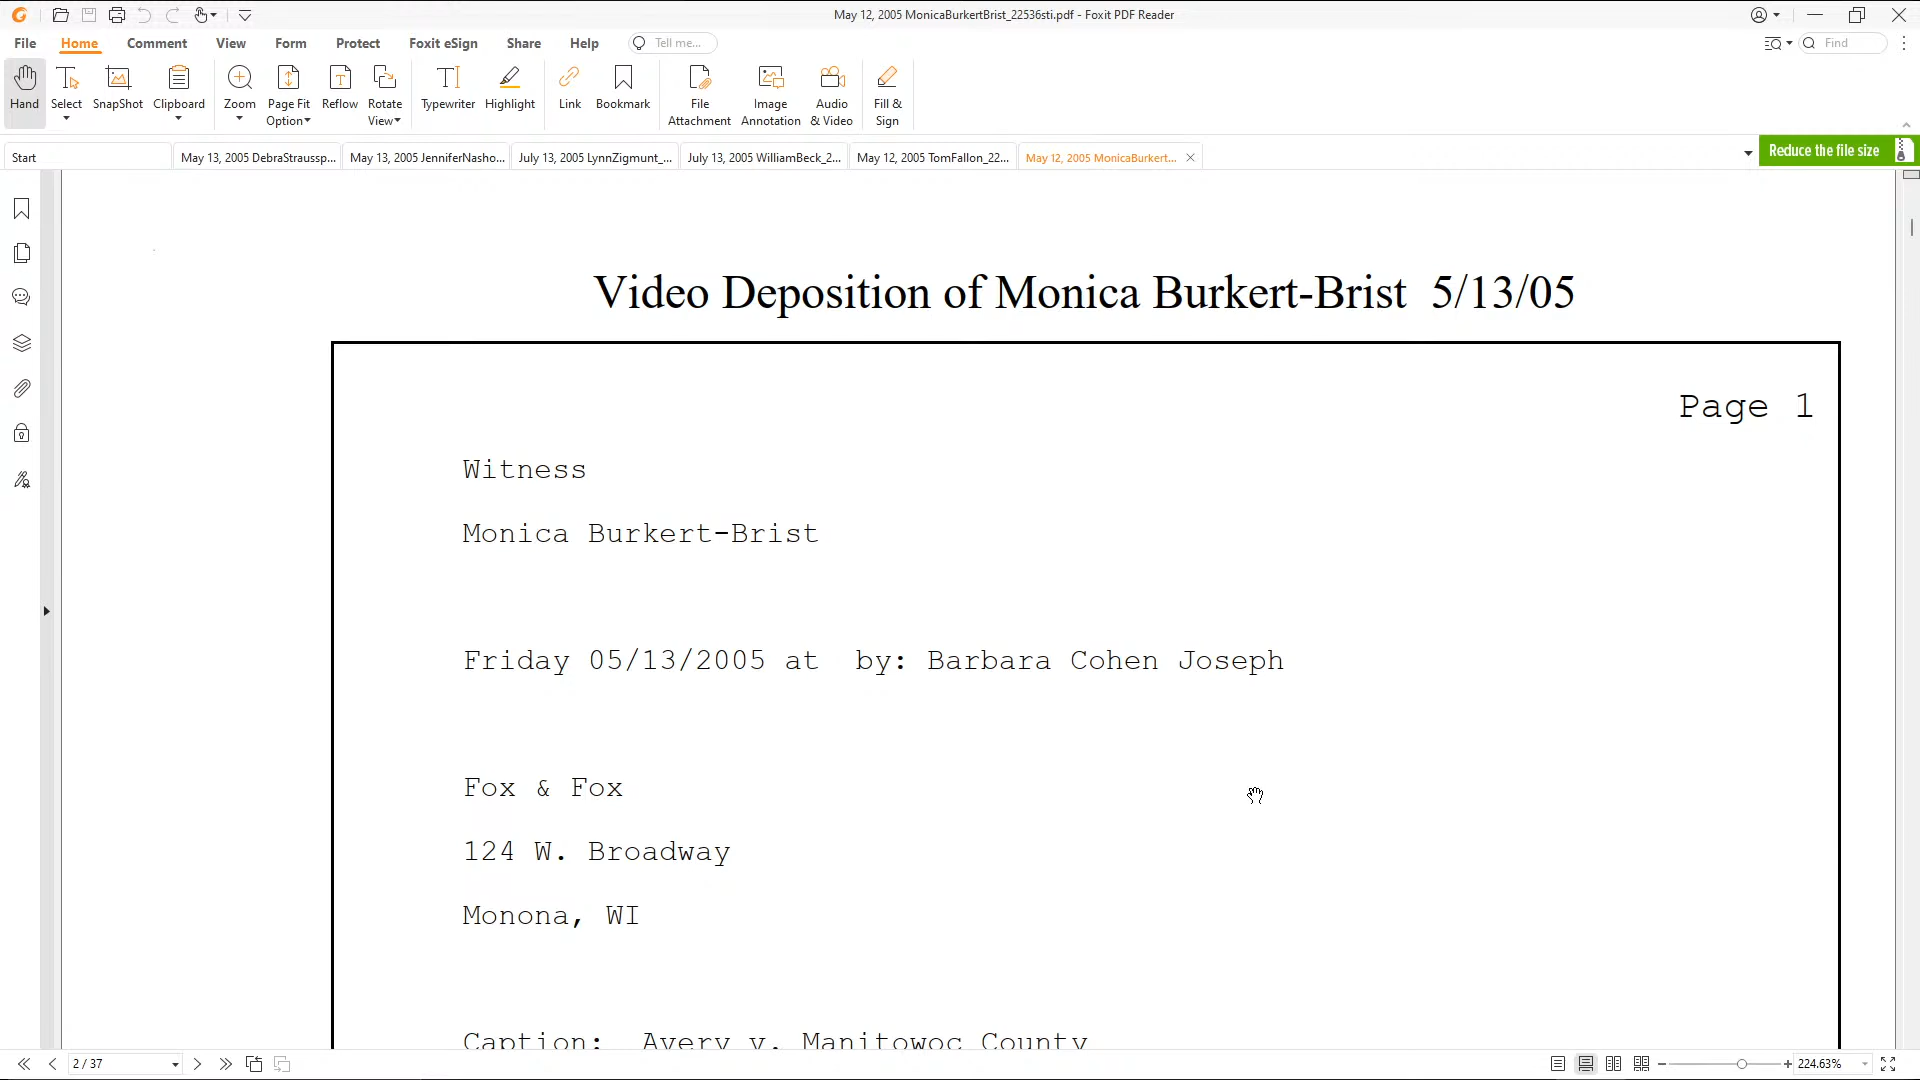 May 12, 2005 MonicaBurkertBrist_22536sti.pdf - Foxit PDF Reader
File Home Comment View Form Protect Foxit eSign Share Help Tell me... Find
Hand Select SnapShot Clipboard Zoom Page Fit Option Reflow Rotate View Typewriter Highlight Link Bookmark File Attachment Image Annotation Audio & Video Fill & Sign
Start May 13, 2005 DebraStraussp... May 13, 2005 JenniferNasho... July 13, 2005 LynnZigmunt_... July 13, 2005 WilliamBeck_2... May 12, 2005 TomFallon_22... May 12, 2005 MonicaBurkert... Reduce the file size
Video Deposition of Monica Burkert-Brist 5/13/05
Page 1
Witness
Monica Burkert-Brist
Friday 05/13/2005 at by: Barbara Cohen Joseph
Fox & Fox
124 W. Broadway
Monona, WI
Caption: Avery v. Manitowoc County
2 / 37 224.63%